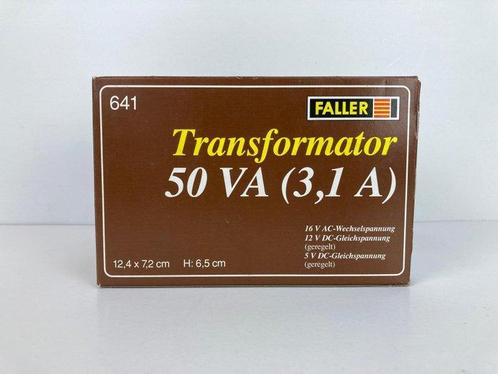 641
FALLER
Transformator
50 VA (3,1 A)
16 V AC-Wechselspannung
12 V DC-Gleichspannung
(geregelt)
5 V DC-Gleichspannung
(geregelt)
12,4 x 7,2 cm H: 6,5 cm